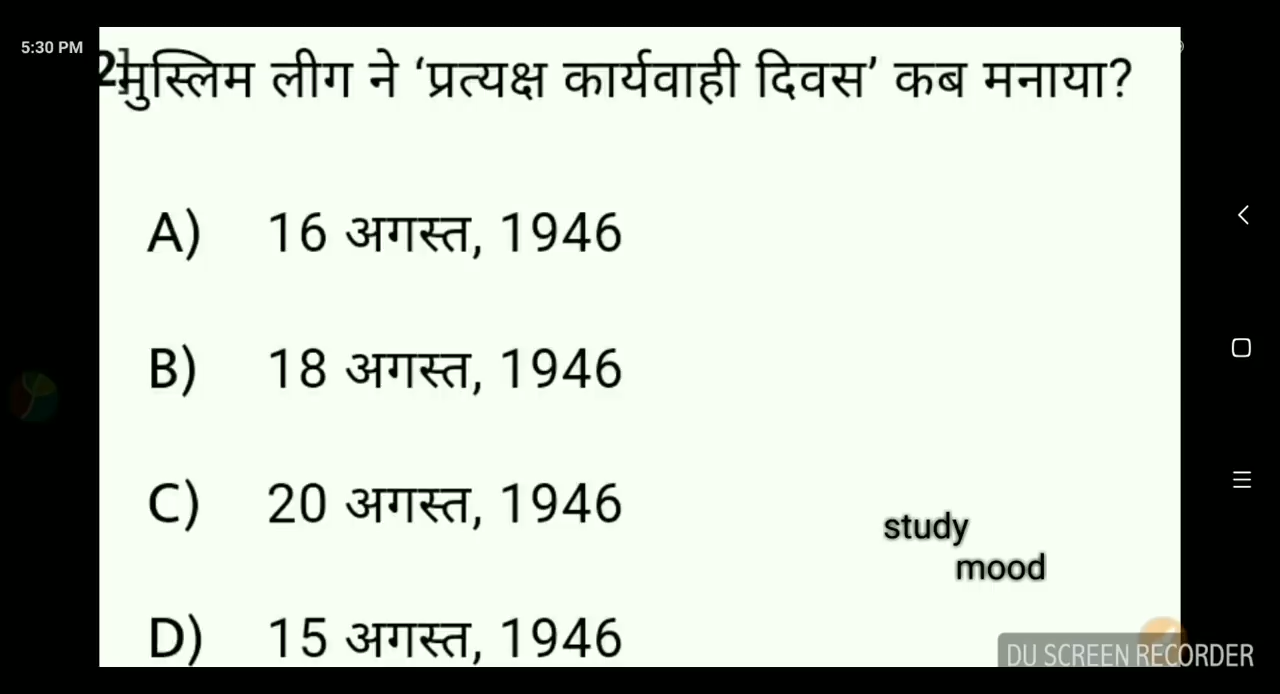 5:30 PM
2]मुस्लिम लीग ने ‘प्रत्यक्ष कार्यवाही दिवस’ कब मनाया?
A) 16 अगस्त, 1946
B) 18 अगस्त, 1946
C) 20 अगस्त, 1946
D) 15 अगस्त, 1946
study
mood
DU SCREEN RECORDER